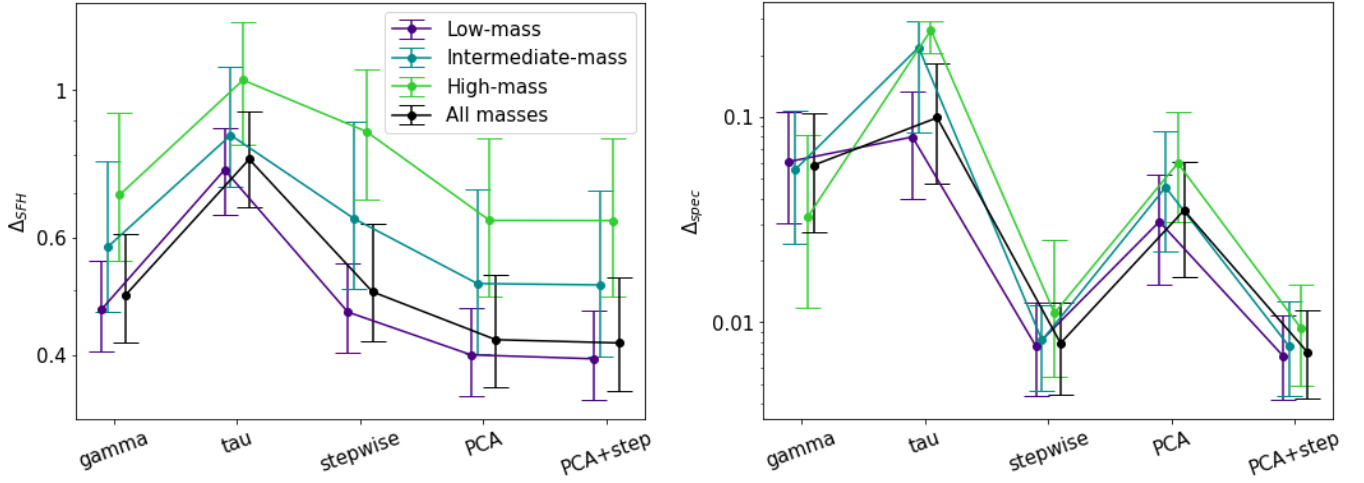 Δ_SFH
1
0.6
0.4
Low-mass
Intermediate-mass
High-mass
All masses
gamma
tau
stepwise
PCA
PCA+step
Δ_spec
0.1
0.01
gamma
tau
stepwise
PCA
PCA+step